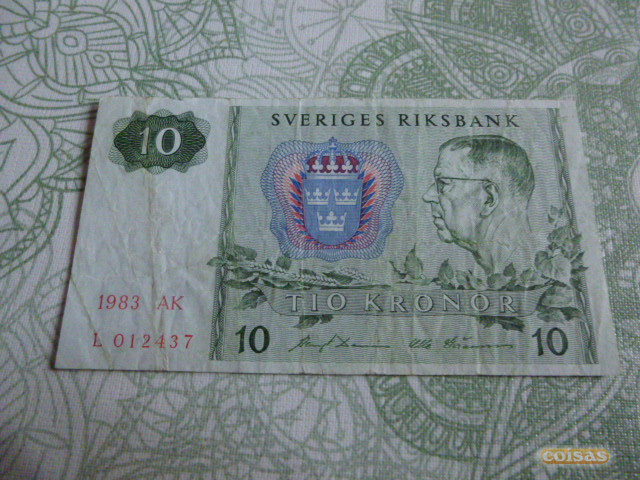 10
SVERIGES RIKSBANK
1983 AK
L 012437
TIO KRONOR
10
10
coisas